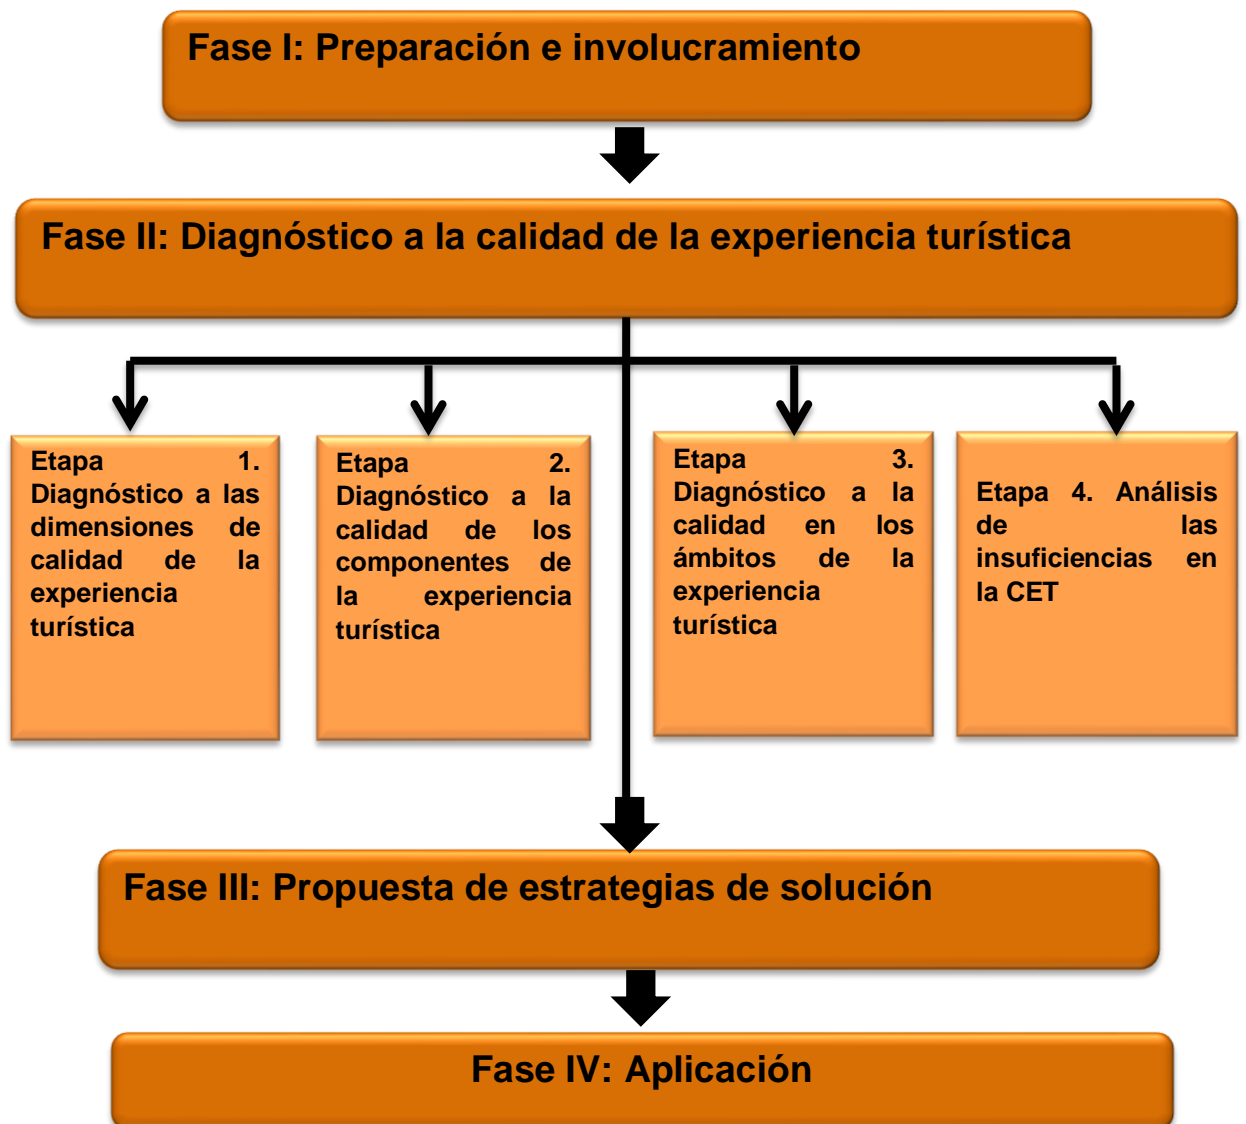 Fase I: Preparación e involucramiento
Fase II: Diagnóstico a la calidad de la experiencia turística
Etapa 1.
Diagnóstico a las
dimensiones de
calidad de la
experiencia
turística
Etapa 2.
Diagnóstico a la
calidad de los
componentes de
la experiencia
turística
Etapa 3.
Diagnóstico a la
calidad en los
ámbitos de la
experiencia
turística
Etapa 4. Análisis
de las
insuficiencias en
la CET
Fase III: Propuesta de estrategias de solución
Fase IV: Aplicación